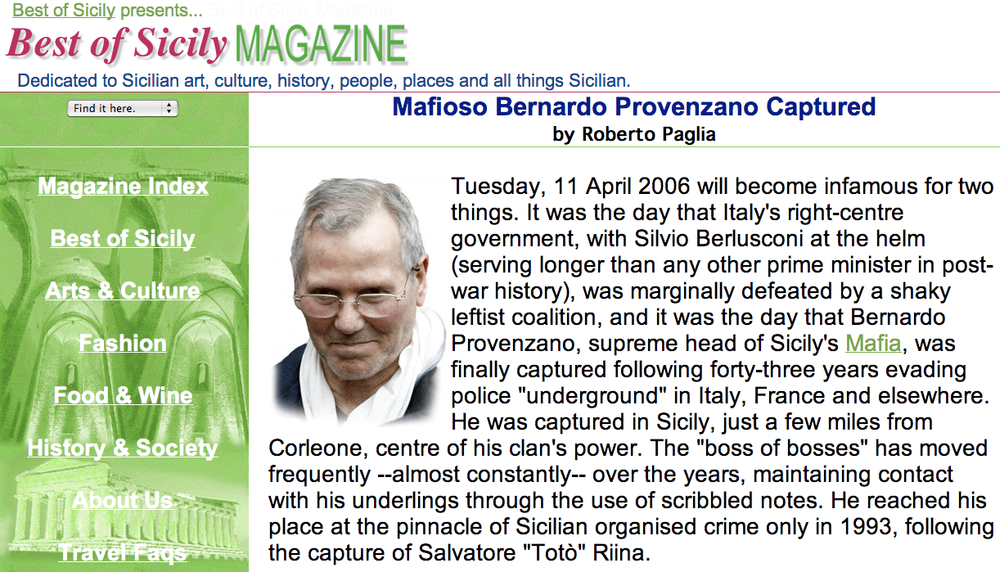 Best of Sicily presents... Best of Sicily Magazine.
Best of Sicily MAGAZINE
Dedicated to Sicilian art, culture, history, people, places and all things Sicilian.
Find it here.
Magazine Index
Best of Sicily
Arts & Culture
Fashion
Food & Wine
History & Society
About Us
Travel Faqs
Mafioso Bernardo Provenzano Captured
by Roberto Paglia
Tuesday, 11 April 2006 will become infamous for two
things. It was the day that Italy's right-centre
government, with Silvio Berlusconi at the helm
(serving longer than any other prime minister in post-
war history), was marginally defeated by a shaky
leftist coalition, and it was the day that Bernardo
Provenzano, supreme head of Sicily's Mafia, was
finally captured following forty-three years evading
police "underground" in Italy, France and elsewhere.
He was captured in Sicily, just a few miles from
Corleone, centre of his clan's power. The "boss of bosses" has moved
frequently --almost constantly-- over the years, maintaining contact
with his underlings through the use of scribbled notes. He reached his
place at the pinnacle of Sicilian organised crime only in 1993, following
the capture of Salvatore "Totò" Riina.